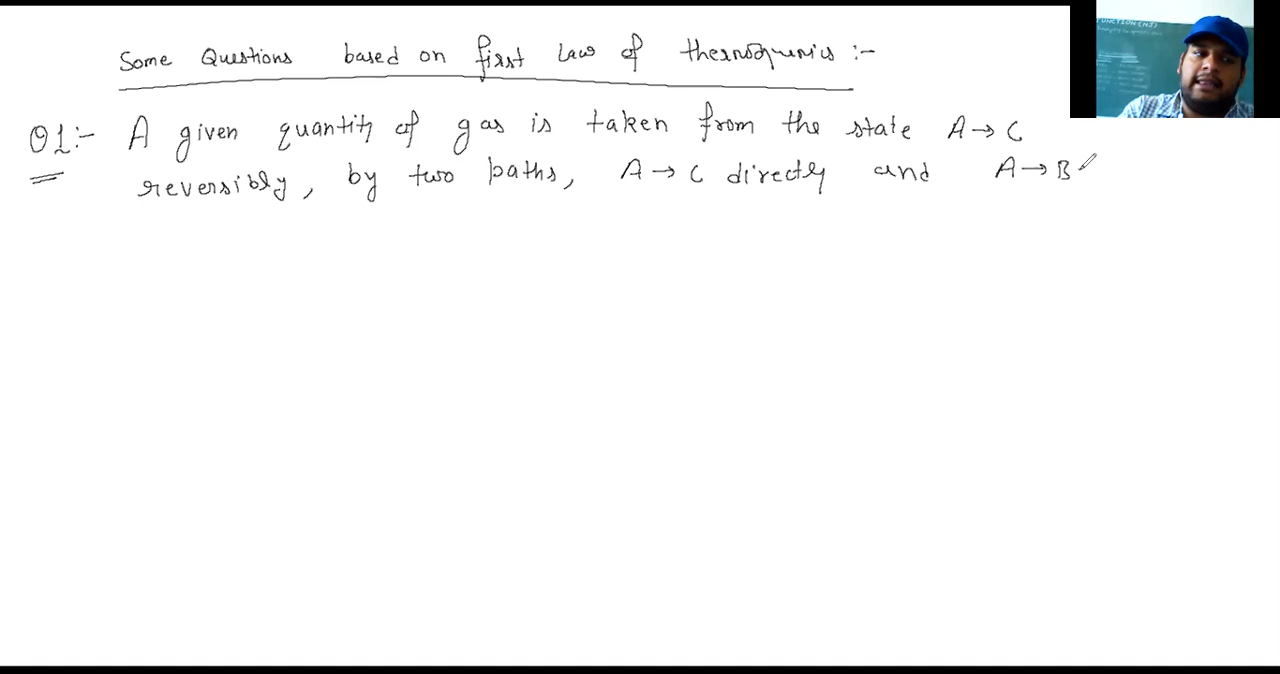 Some Questions based on first Law of thermodynamics :-
Q1:- A given quantity of gas is taken from the state A → C
reversibly, by two paths, A → C directly and A → B
FUNCTION